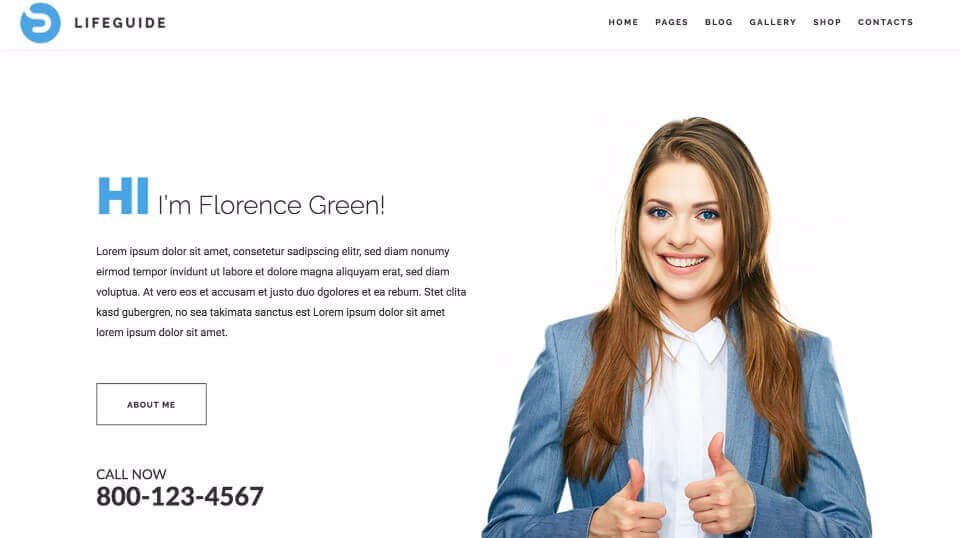 LIFEGUIDE
HOME PAGES BLOG GALLERY SHOP CONTACTS
HI I'm Florence Green!
Lorem ipsum dolor sit amet, consetetur sadipscing elitr, sed diam nonumy
eirmod tempor invidunt ut labore et dolore magna aliquyam erat, sed diam
voluptua. At vero eos et accusam et justo duo dgolores et ea rebum. Stet clita
kasd gubergren, no sea takimata sanctus est Lorem ipsum dolor sit amet
lorem ipsum dolor sit amet.
ABOUT ME
CALL NOW
800-123-4567